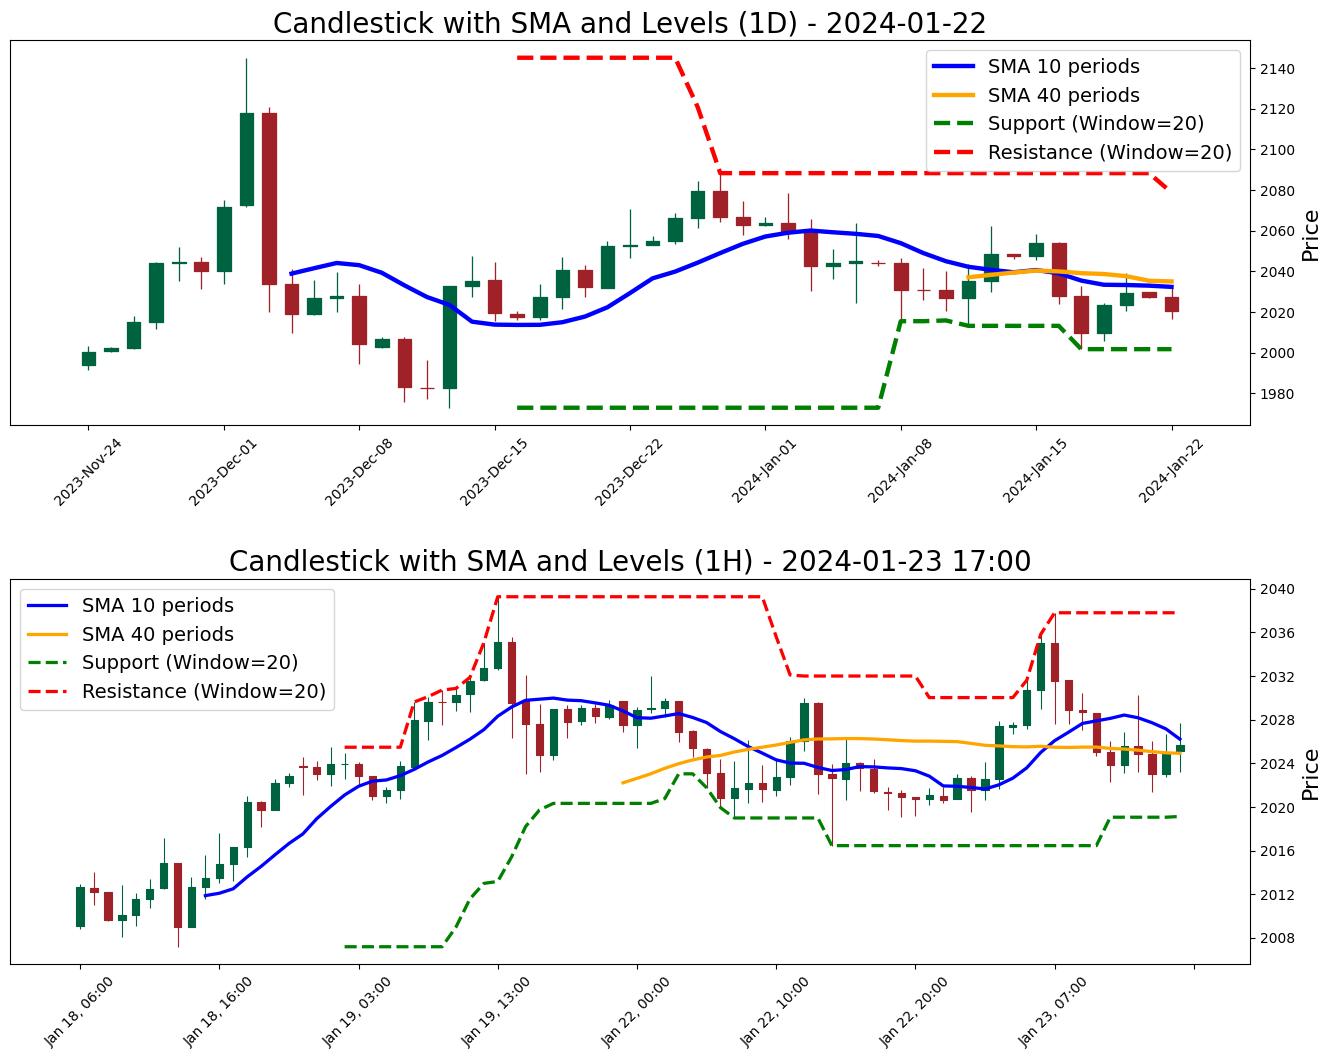 Candlestick with SMA and Levels (1D) - 2024-01-22
SMA 10 periods
SMA 40 periods
Support (Window=20)
Resistance (Window=20)
2140
2120
2100
2080
2060
2040
2020
2000
1980
Price
2023-Nov-24
2023-Dec-01
2023-Dec-08
2023-Dec-15
2023-Dec-22
2024-Jan-01
2024-Jan-08
2024-Jan-15
2024-Jan-22
Candlestick with SMA and Levels (1H) - 2024-01-23 17:00
SMA 10 periods
SMA 40 periods
Support (Window=20)
Resistance (Window=20)
2040
2036
2032
2028
2024
2020
2016
2012
2008
Price
Jan 18, 06:00
Jan 18, 16:00
Jan 19, 03:00
Jan 19, 13:00
Jan 22, 00:00
Jan 22, 10:00
Jan 22, 20:00
Jan 23, 07:00